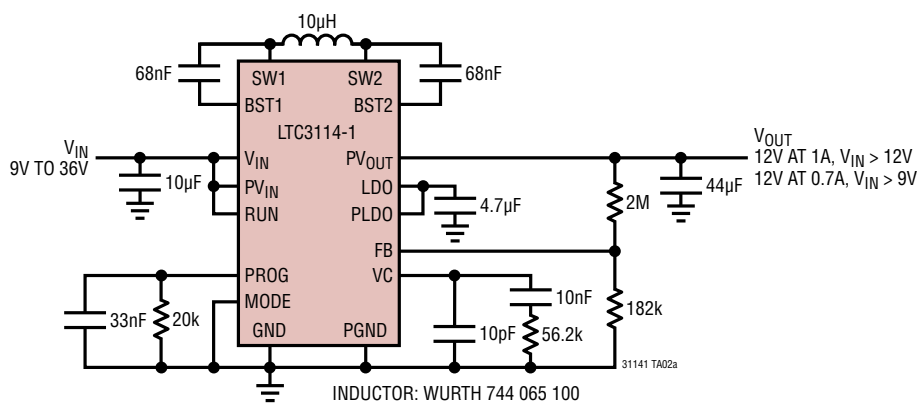 10µH
68nF
68nF
SW1
SW2
BST1
BST2
LTC3114-1
VIN
9V TO 36V
VIN
PVOUT
VOUT
12V AT 1A, VIN > 12V
12V AT 0.7A, VIN > 9V
10µF
PVIN
LDO
44µF
RUN
PLDO
4.7µF
2M
FB
PROG
VC
MODE
10nF
33nF
20k
182k
GND
PGND
10pF
56.2k
31141 TA02a
INDUCTOR: WURTH 744 065 100